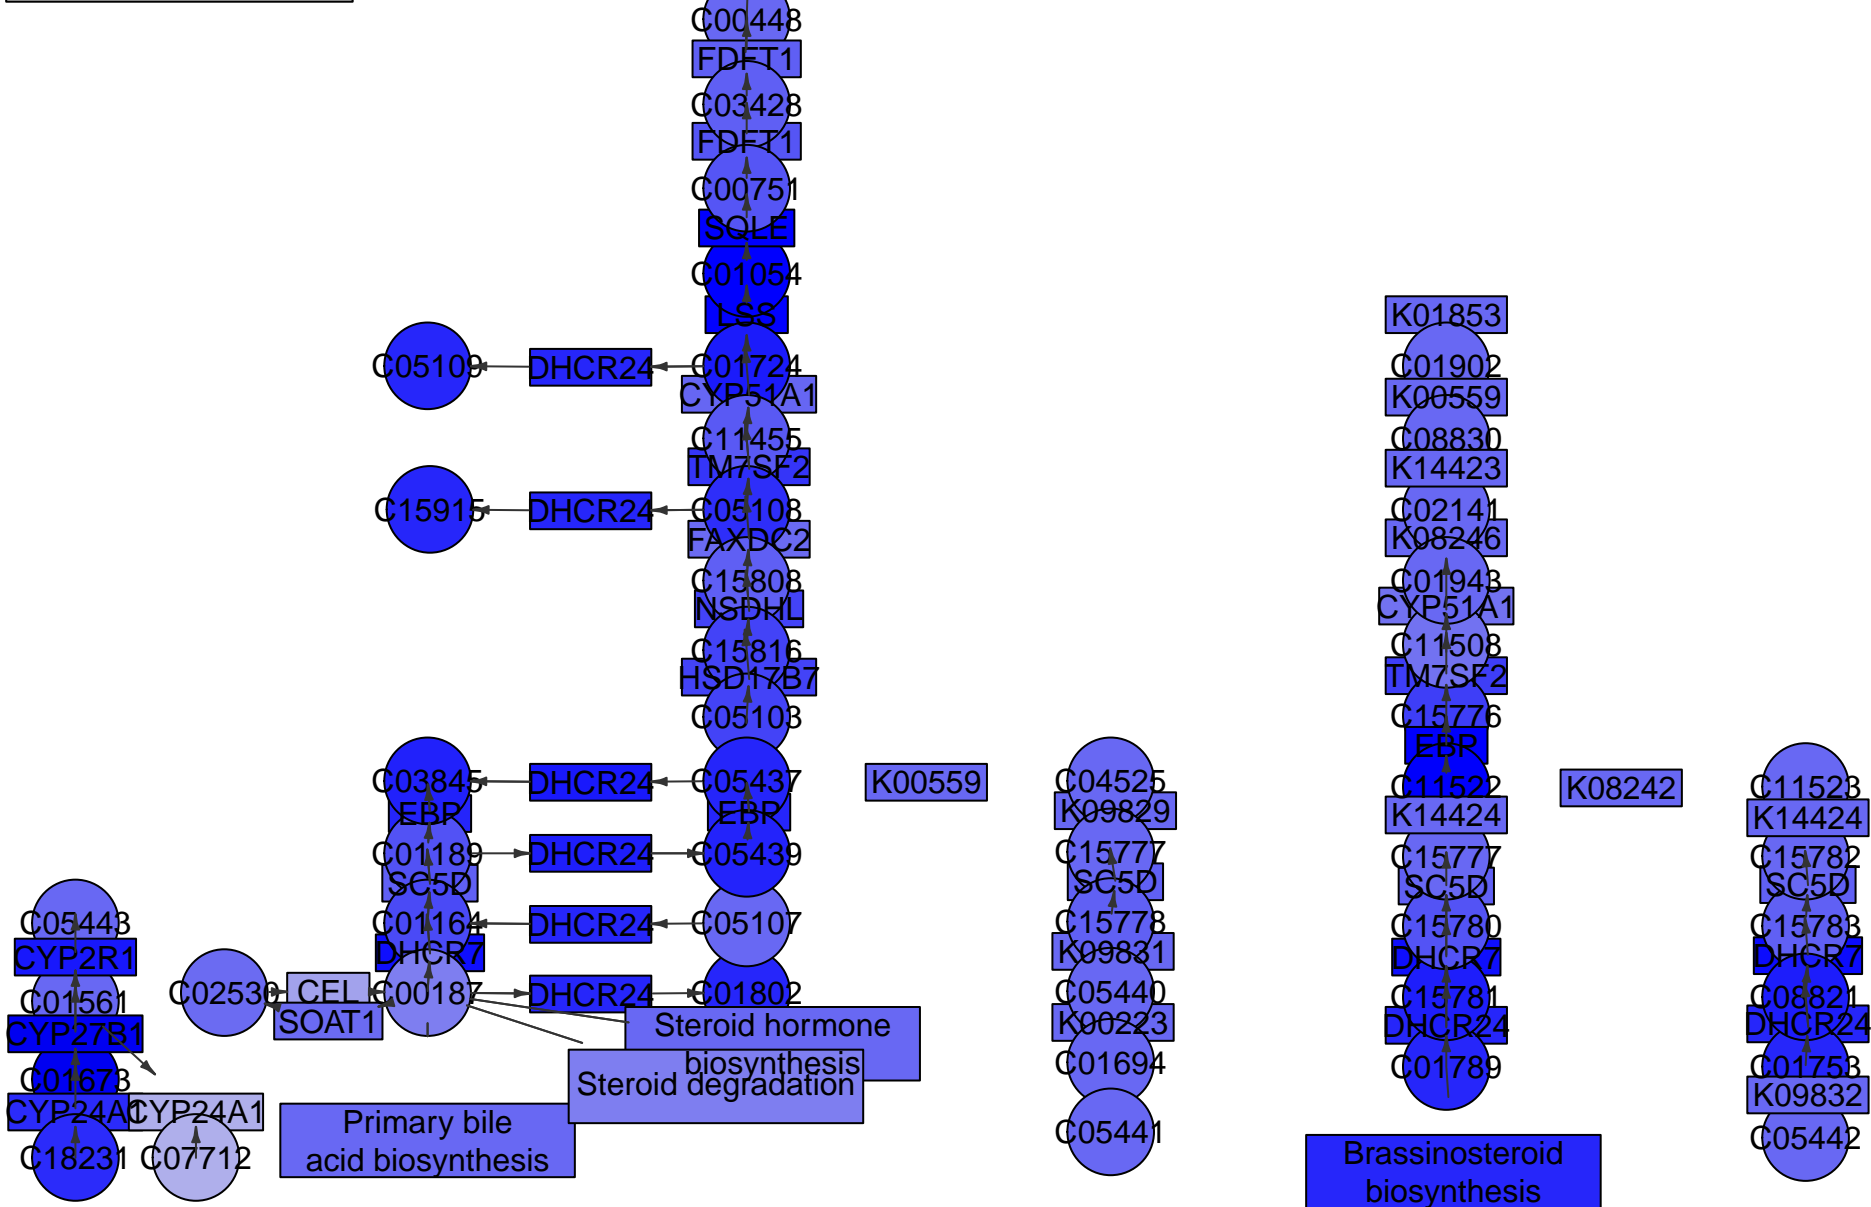 C00448
FDFT1
C03428
FDFT1
C00751
SQLE
C01054
LSS
C05109
DHCR24
C01724
CYP51A1
C11455
TM7SF2
C15915
DHCR24
C05108
FAXDC2
C15808
NSDHL
C15816
HSD17B7
C05103
C03845
DHCR24
C05437
EBP
EBP
C01189
DHCR24
C05439
SC5D
C01164
DHCR24
C05107
DHCR7
C02530
CEL
C00187
DHCR24
C01802
SOAT1
C05443
CYP2R1
C01561
CYP27B1
C01673
CYP24A1
CYP24A1
C18231
C07712
Steroid hormone
biosynthesis
Steroid degradation
Primary bile
acid biosynthesis
K00559
C04525
K09829
C15777
SC5D
C15778
K09831
C05440
K00223
C01694
C05441
K01853
C01902
K00559
C08830
K14423
C02141
K08246
C01943
CYP51A1
C11508
TM7SF2
C15776
EBP
C11522
K14424
C15777
SC5D
C15780
DHCR7
C15781
DHCR24
C01789
Brassinosteroid
biosynthesis
K08242
C11523
K14424
C15782
SC5D
C15783
DHCR7
C08821
DHCR24
C01753
K09832
C05442